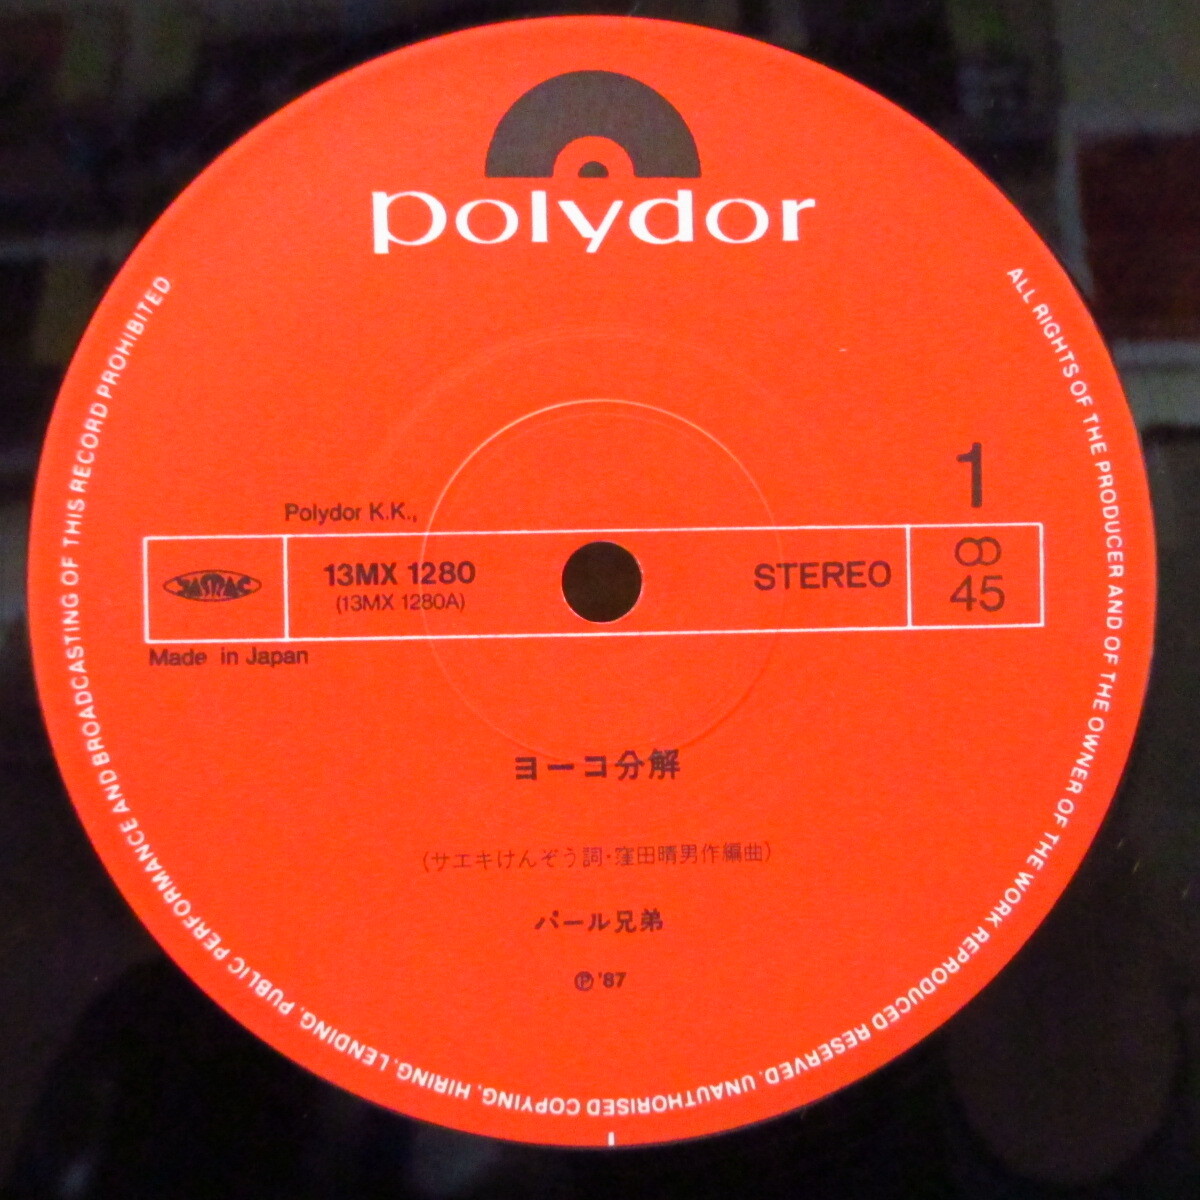 polydor
1
Polydor K.K.,
JASRAC
13MX 1280
(13MX 1280A)
STEREO
8
45
Made in Japan
ヨーコ分解
(サエキけんぞう詞・窪田晴男作編曲)
パール兄弟
Ⓟ '87
ALL RIGHTS OF THE PRODUCER AND OF THE OWNER OF THE WORK REPRODUCED RESERVED. UNAUTHORISED COPYING, HIRING, LENDING, PUBLIC PERFORMANCE AND BROADCASTING OF THIS RECORD PROHIBITED